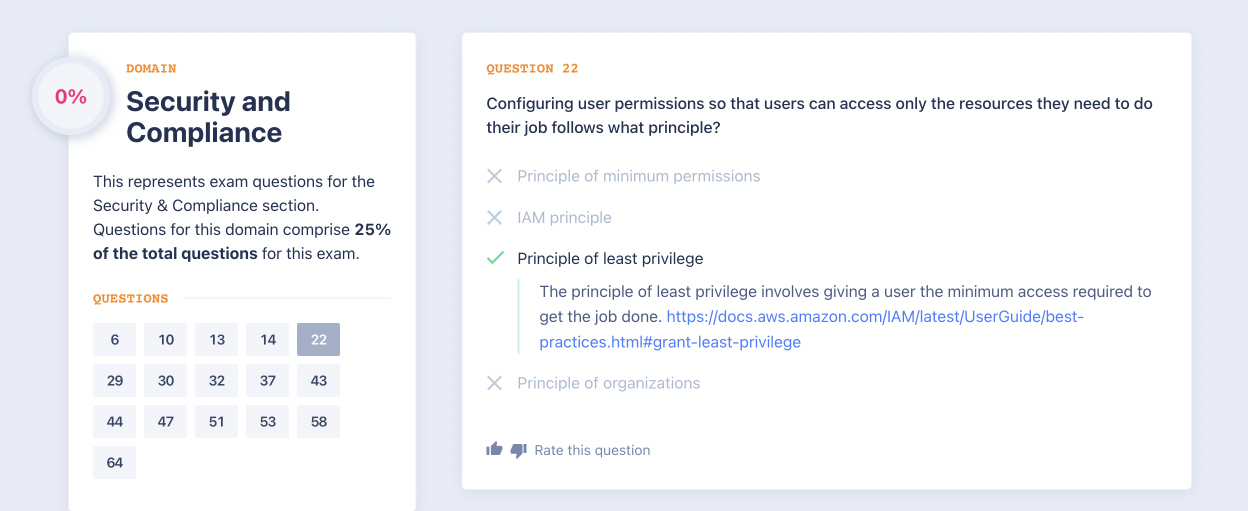 0%
DOMAIN
Security and
Compliance
This represents exam questions for the
Security & Compliance section.
Questions for this domain comprise 25%
of the total questions for this exam.
QUESTIONS
6 10 13 14 22
29 30 32 37 43
44 47 51 53 58
64
QUESTION 22
Configuring user permissions so that users can access only the resources they need to do
their job follows what principle?
Principle of minimum permissions
IAM principle
Principle of least privilege
The principle of least privilege involves giving a user the minimum access required to
get the job done. https://docs.aws.amazon.com/IAM/latest/UserGuide/best-
practices.html#grant-least-privilege
Principle of organizations
Rate this question